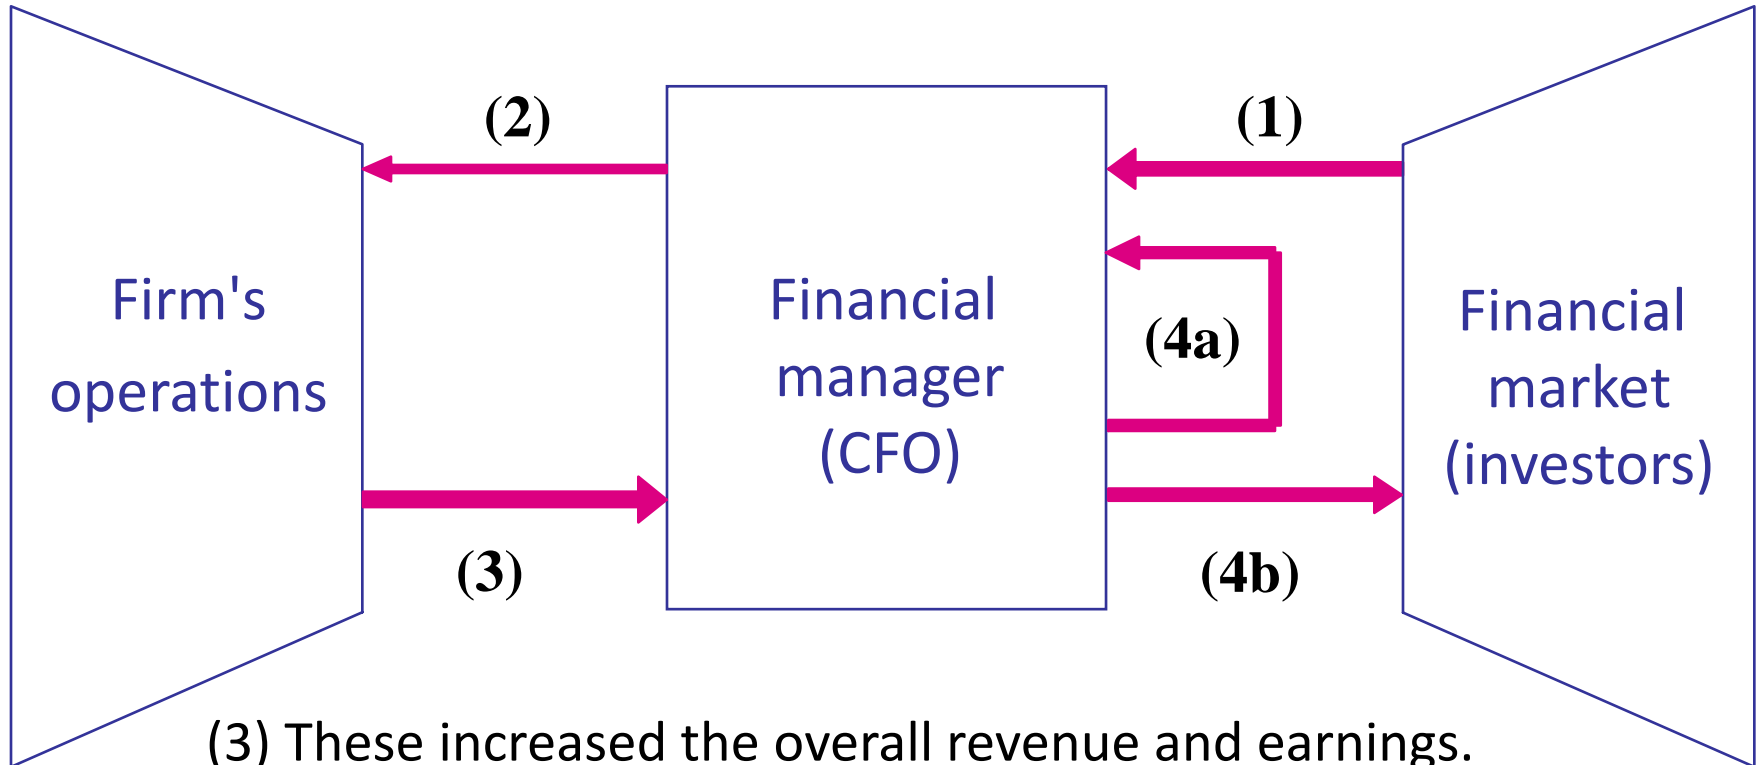 (2)
(1)
Firm's
operations
Financial
manager
(CFO)
(4a)
Financial
market
(investors)
(3)
(4b)
(3) These increased the overall revenue and earnings.